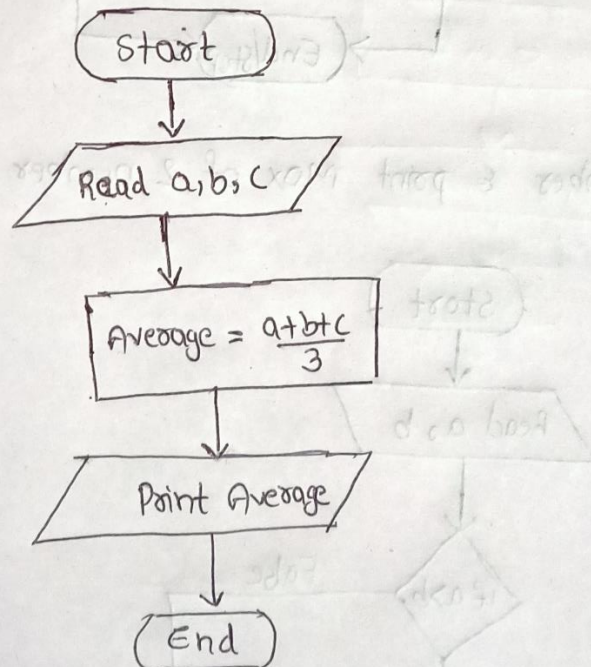 Start
Read a, b, c
Average = a+b+c
3
Print Average
End